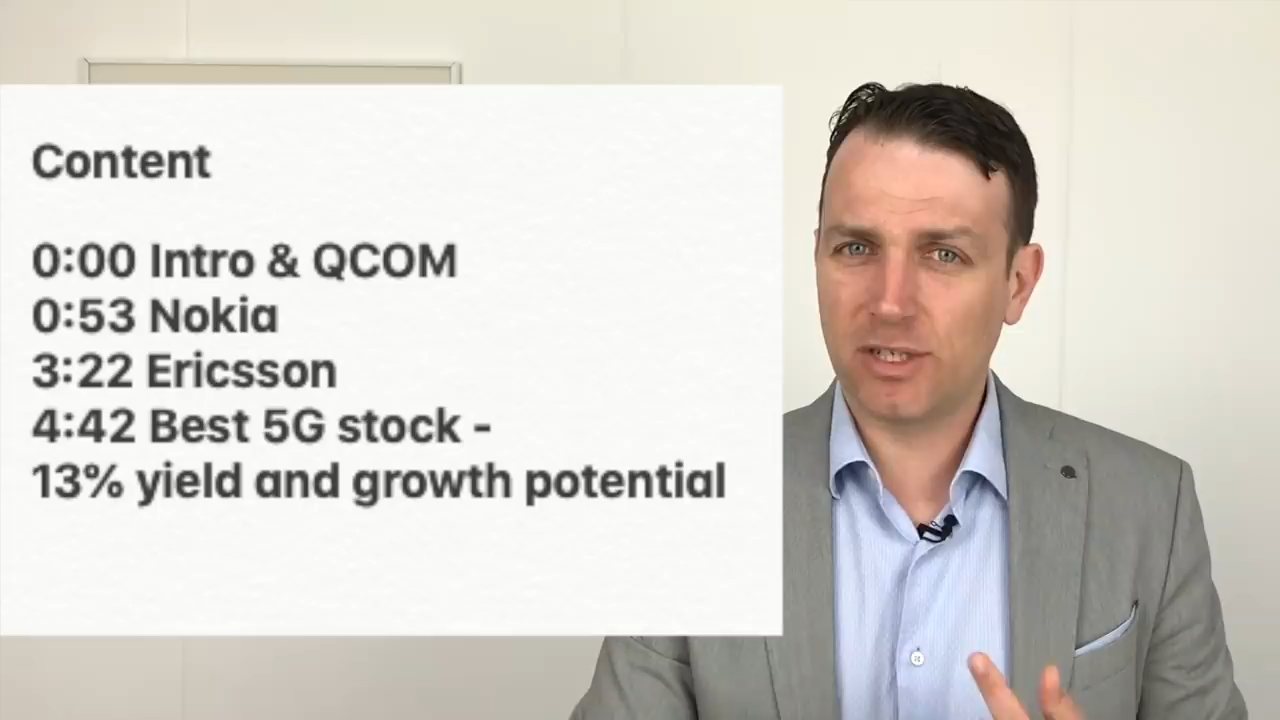 Content
0:00 Intro & QCOM
0:53 Nokia
3:22 Ericsson
4:42 Best 5G stock -
13% yield and growth potential